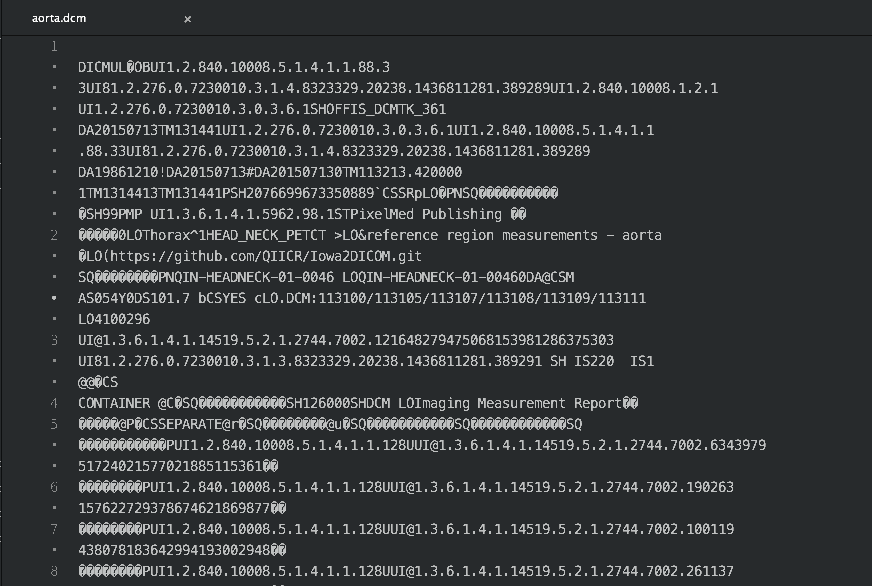 aorta.dcm ×
1
DICMUL�OBUI1.2.840.10008.5.1.4.1.1.88.3
3UI81.2.276.0.7230010.3.1.4.8323329.20238.1436811281.389289UI1.2.840.10008.1.2.1
UI1.2.276.0.7230010.3.0.3.6.1SHOFFIS_DCMTK_361
DA20150713TM131441UI1.2.276.0.7230010.3.0.3.6.1UI1.2.840.10008.5.1.4.1.1
.88.33UI81.2.276.0.7230010.3.1.4.8323329.20238.1436811281.389289
DA19861210!DA20150713#DA201507130TM113213.420000
1TM1314413TM131441PSH2076699673350889`CSSRpLO�PNSQ����������
�SH99PMP UI1.3.6.1.4.1.5962.98.1STPixelMed Publishing ��
2 �����0LOThorax^1HEAD_NECK_PETCT >LO&reference region measurements - aorta
�LO(https://github.com/QIICR/Iowa2DICOM.git
SQ��������PNQIN-HEADNECK-01-0046 LOQIN-HEADNECK-01-00460DA@CSM
AS054Y0DS101.7 bCSYES cLO.DCM:113100/113105/113107/113108/113109/113111
LO4100296
3 UI@1.3.6.1.4.1.14519.5.2.1.2744.7002.121648279475068153981286375303
UI81.2.276.0.7230010.3.1.3.8323329.20238.1436811281.389291 SH IS220 IS1
@@�CS
4 CONTAINER @C�SQ�����������SH126000SHDCM LOImaging Measurement Report��
5 �����@P�CSSEPARATE@r�SQ��������@u�SQ�����������SQ������������SQ
�����������PUI1.2.840.10008.5.1.4.1.1.128UUI@1.3.6.1.4.1.14519.5.2.1.2744.7002.6343979
51724021577021885115361��
6 ��������PUI1.2.840.10008.5.1.4.1.1.128UUI@1.3.6.1.4.1.14519.5.2.1.2744.7002.190263
157622729378674621869877��
7 ��������PUI1.2.840.10008.5.1.4.1.1.128UUI@1.3.6.1.4.1.14519.5.2.1.2744.7002.100119
438078183642994193002948��
8 ��������PUI1.2.840.10008.5.1.4.1.1.128UUI@1.3.6.1.4.1.14519.5.2.1.2744.7002.261137